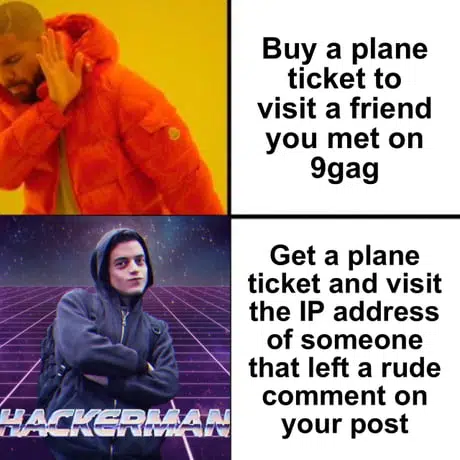 Buy a plane
ticket to
visit a friend
you met on
9gag
Get a plane
ticket and visit
the IP address
of someone
that left a rude
comment on
your post
HACKERMAN